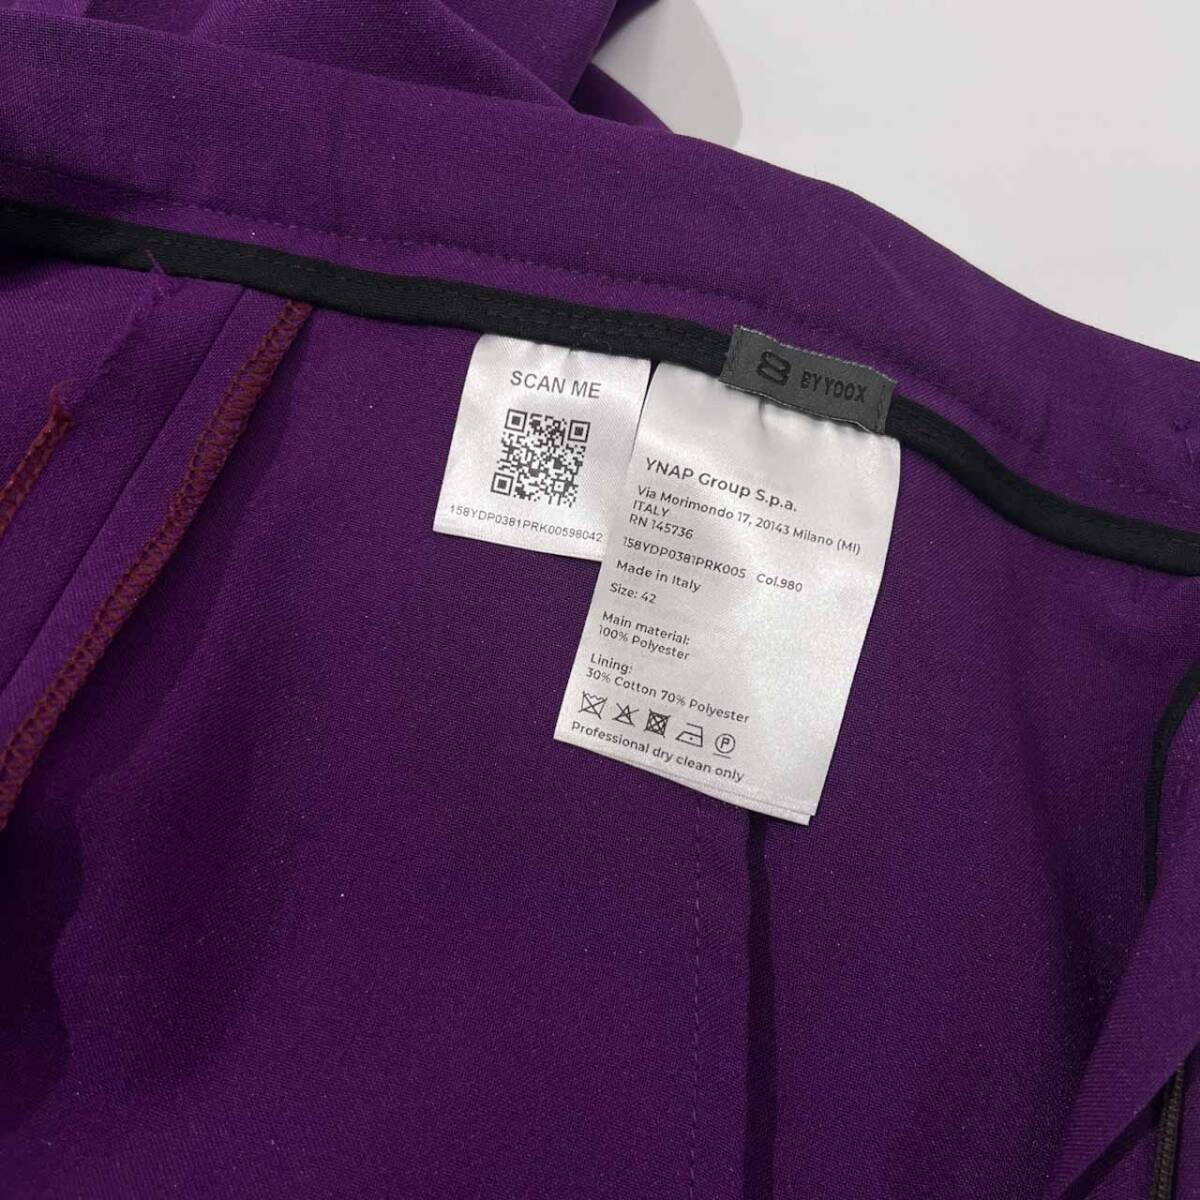 SCAN ME
158YDP0381PRK00598042
8 BY YOOX
YNAP Group S.p.a.
Via Morimondo 17, 20143 Milano (MI)
ITALY
RN 145736
158YDP0381PRK005 Col.980
Made in Italy
Size: 42
Main material:
100% Polyester
Lining:
30% Cotton 70% Polyester
P
Professional dry clean only